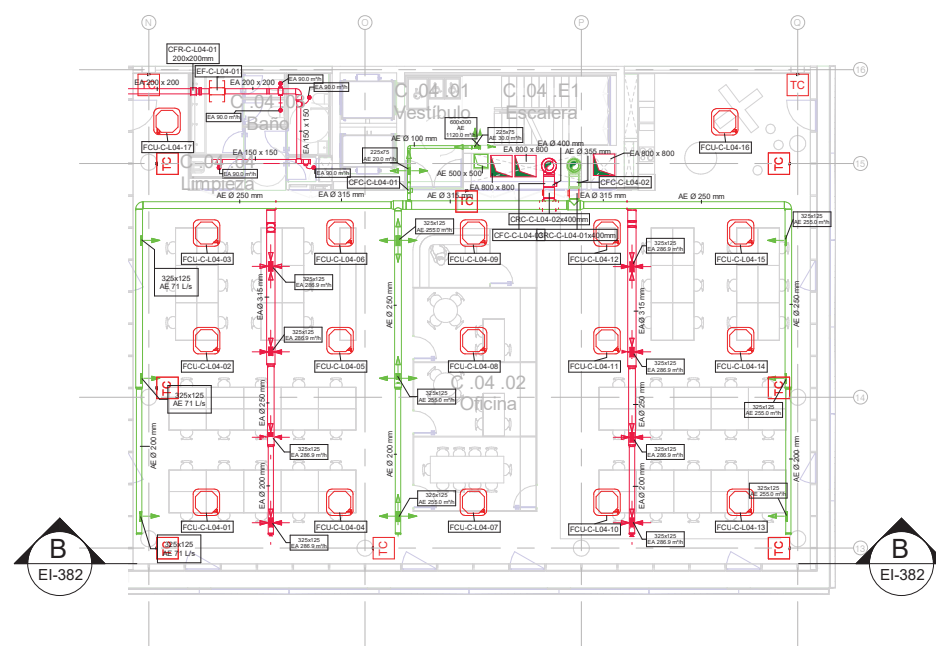 N
O
P
Q
16
CFR-C-L04-01
200x200mm
EF-C-L04-01
EA 200 x 200
TC
EA 200 x 200
EA 90.0 m³/h
EA 90.0 m³/h
EA 90.0 m³/h
C .04 .01
Vestíbulo
C .04 .E1
Escalera
TC
Baño
EA 150 x 150
600x300
AE
1120.0 m³/h
225x75
AE 30.0 m³/h
EA Ø 400 mm
AE Ø 100 mm
AE Ø 355 mm
EA 800 x 800
EA 800 x 800
FCU-C-L04-17
FCU-C-L04-16
EA 150 x 150
225x75
AE 20.0 m³/h
TC
TC
15
EA 90.0 m³/h
EA 90.0 m³/h
AE 500 x 500
Limpieza
CFC-C-L04-01
EA 800 x 800
CFC-C-L04-02
AE Ø 250 mm
EA Ø 315 mm
AE Ø 315 mm
TC
EA Ø 315 mm
AE Ø 250 mm
CRC-C-L04-02x400mm
CRC-C-L04-01x400mm
325x125
AE 255.0 m³/h
325x125
AE 255.0 m³/h
325x125
EA 286.9 m³/h
FCU-C-L04-03
FCU-C-L04-06
FCU-C-L04-09
FCU-C-L04-12
FCU-C-L04-15
325x125
AE 71 L/s
325x125
EA 286.9 m³/h
EA Ø 315 mm
AE Ø 250 mm
EA Ø 315 mm
AE Ø 250 mm
325x125
EA 286.9 m³/h
325x125
EA 286.9 m³/h
FCU-C-L04-02
FCU-C-L04-05
FCU-C-L04-08
FCU-C-L04-11
FCU-C-L04-14
TC
C .04 .02
Oficina
TC
325x125
AE 71 L/s
325x125
AE 255.0 m³/h
325x125
AE 255.0 m³/h
14
EA Ø 250 mm
EA Ø 250 mm
AE Ø 200 mm
AE Ø 200 mm
AE Ø 200 mm
325x125
EA 286.9 m³/h
325x125
EA 286.9 m³/h
EA Ø 200 mm
EA Ø 200 mm
325x125
AE 255.0 m³/h
325x125
AE 255.0 m³/h
FCU-C-L04-01
FCU-C-L04-04
FCU-C-L04-07
FCU-C-L04-10
FCU-C-L04-13
325x125
AE 71 L/s
325x125
EA 286.9 m³/h
325x125
EA 286.9 m³/h
TC
TC
TC
13
B
EI-382
B
EI-382